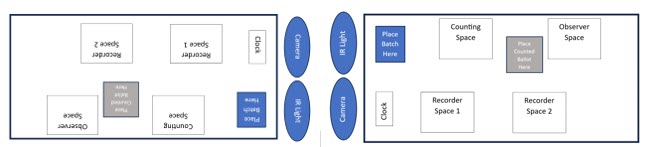 Recorder
Space 2
Recorder
Space 1
Clock
Place
Counted
Ballot
Here
Observer
Space
Counting
Space
Place
Batch
Here
Camera
IR Light
IR Light
Camera
Place
Batch
Here
Counting
Space
Place
Counted
Ballot
Here
Observer
Space
Clock
Recorder
Space 1
Recorder
Space 2